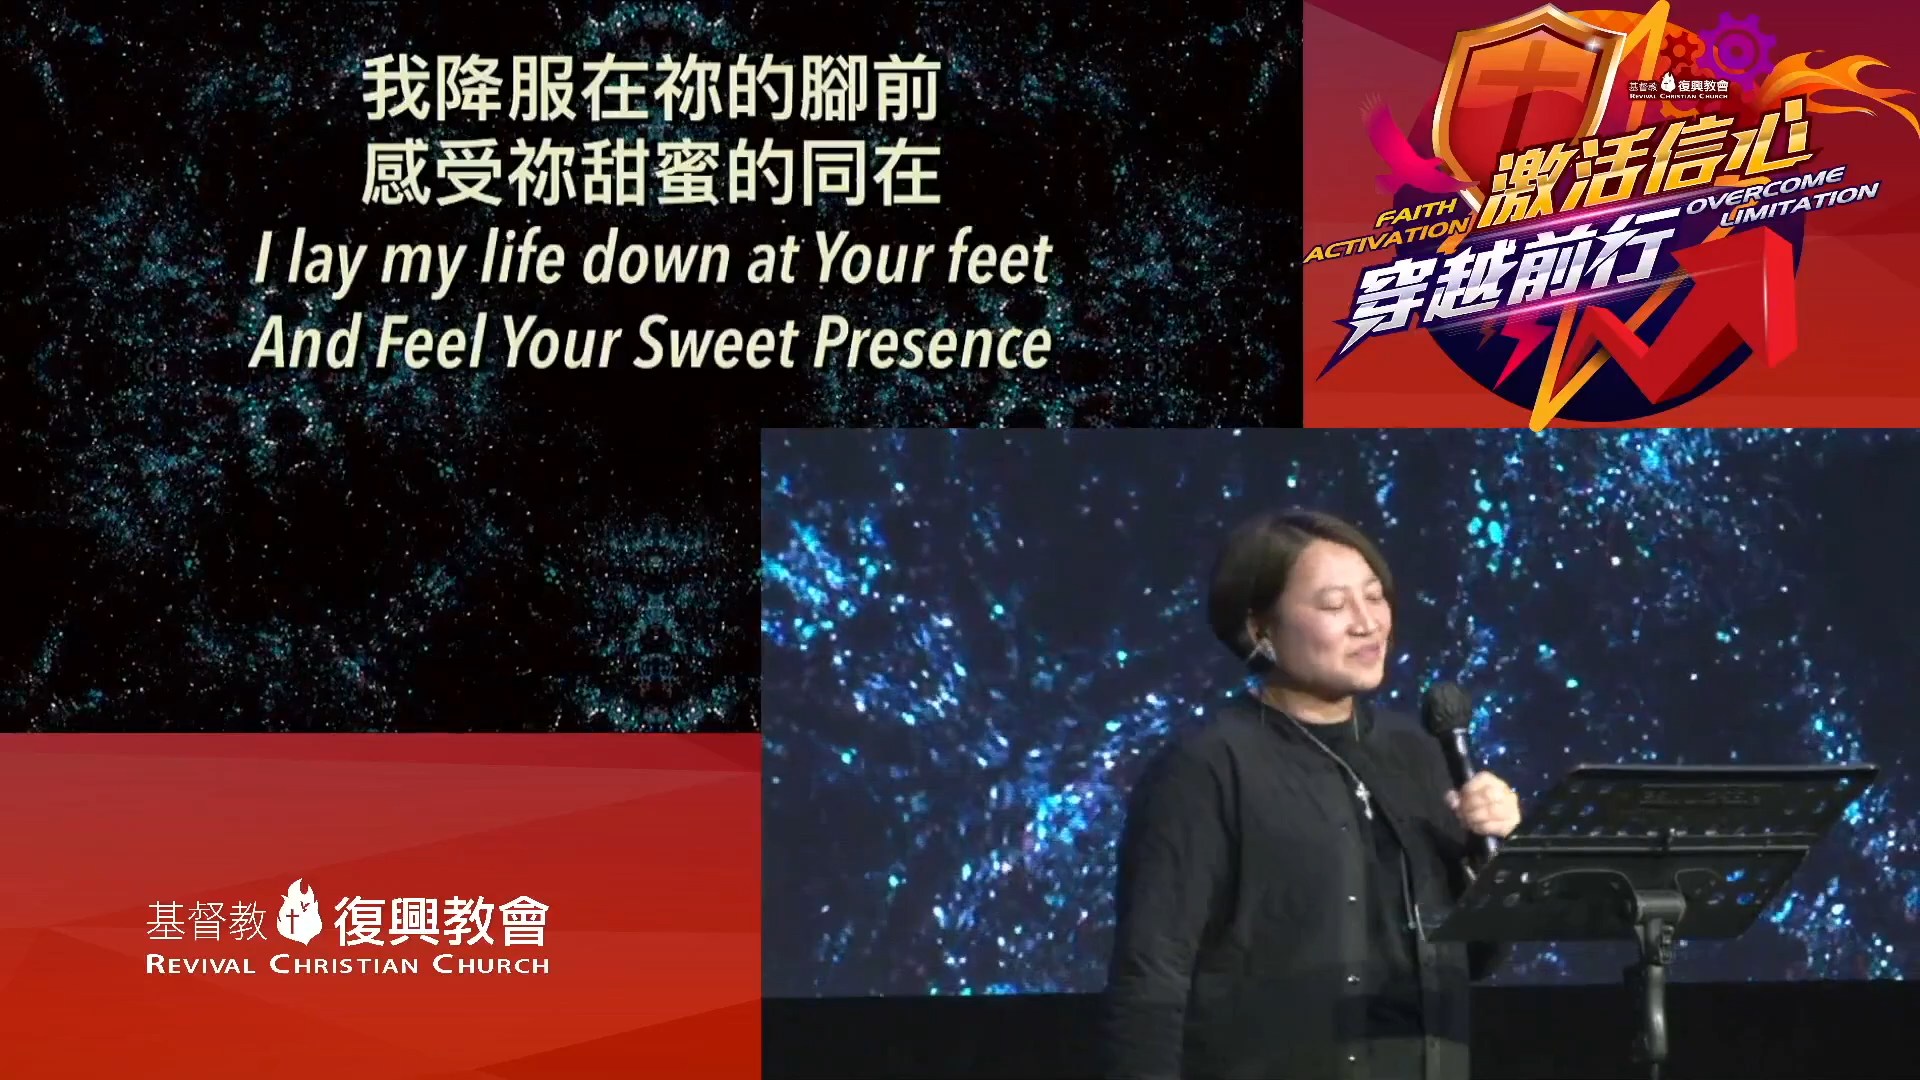 我降服在祢的腳前
感受祢甜蜜的同在
I lay my life down at Your feet
And Feel Your Sweet Presence
基督教 復興教會
REVIVAL CHRISTIAN CHURCH
激活信心
FAITH ACTIVATION
OVERCOME LIMITATION
穿越前行
基督教 復興教會
REVIVAL CHRISTIAN CHURCH